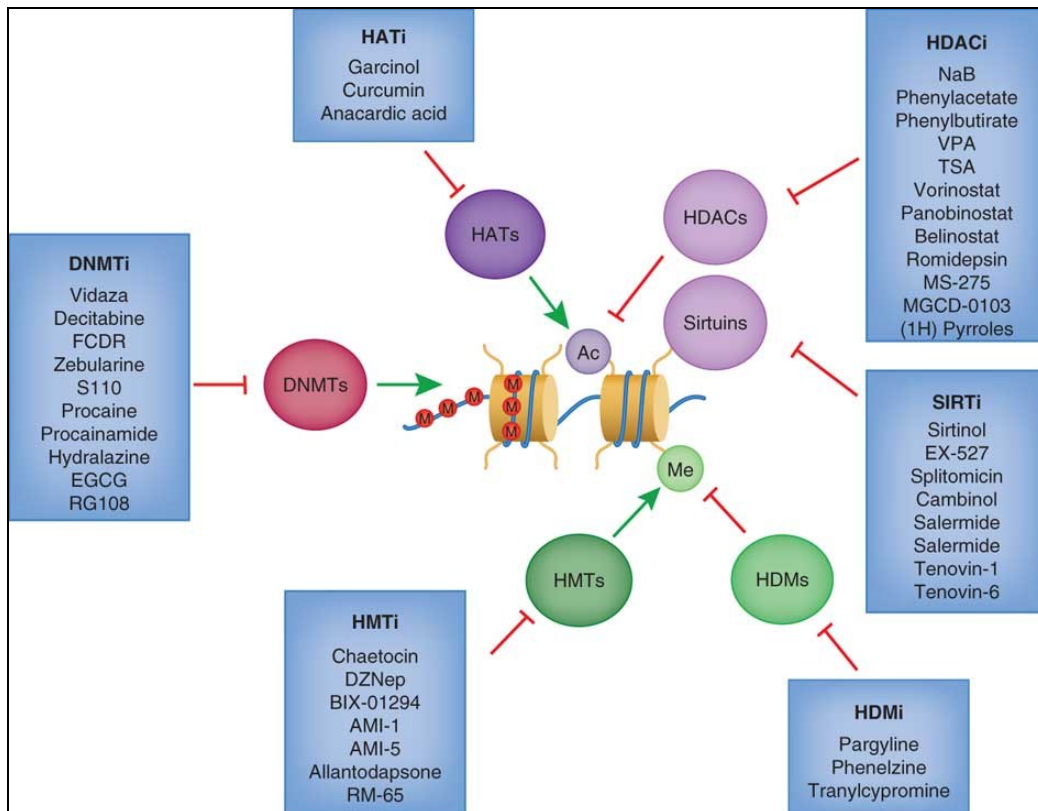 HATi
Garcinol
Curcumin
Anacardic acid
HDACi
NaB
Phenylacetate
Phenylbutirate
VPA
TSA
Vorinostat
Panobinostat
Belinostat
Romidepsin
MS-275
MGCD-0103
(1H) Pyrroles
HATs
HDACs
DNMTi
Vidaza
Decitabine
FCDR
Zebularine
S110
Procaine
Procainamide
Hydralazine
EGCG
RG108
DNMTs
Sirtuins
Ac
M
M
M
M
M
M
Me
SIRTi
Sirtinol
EX-527
Splitomicin
Cambinol
Salermide
Salermide
Tenovin-1
Tenovin-6
HMTs
HDMs
HMTi
Chaetocin
DZNep
BIX-01294
AMI-1
AMI-5
Allantodapsone
RM-65
HDMi
Pargyline
Phenelzine
Tranylcypromine